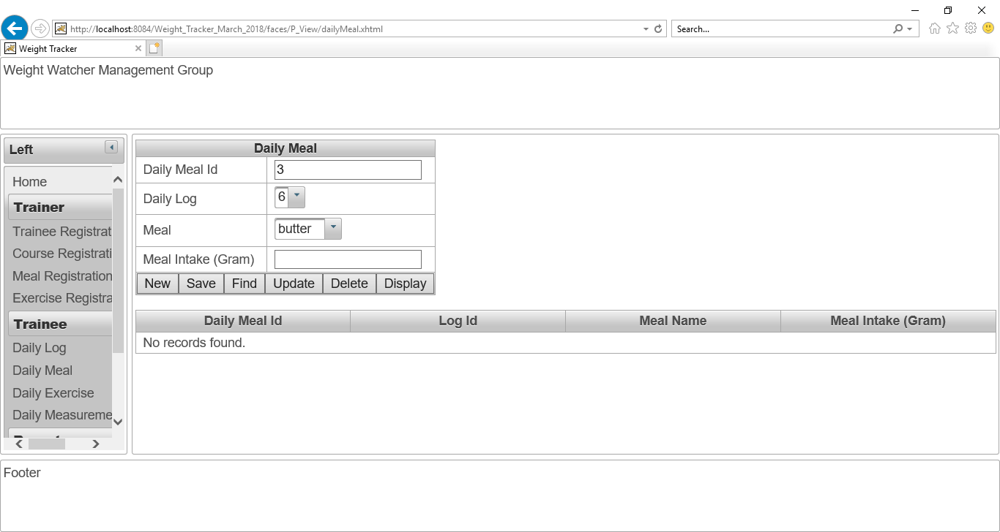 http://localhost:8084/Weight_Tracker_March_2018/faces/P_View/dailyMeal.xhtml
Search...
Weight Tracker
Weight Watcher Management Group
Left
Home
Trainer
Trainee Registrat
Course Registrati
Meal Registration
Exercise Registra
Trainee
Daily Log
Daily Meal
Daily Exercise
Daily Measureme
Daily Meal
Daily Meal Id 3
Daily Log 6
Meal butter
Meal Intake (Gram)
New Save Find Update Delete Display
Daily Meal Id Log Id Meal Name Meal Intake (Gram)
No records found.
Footer